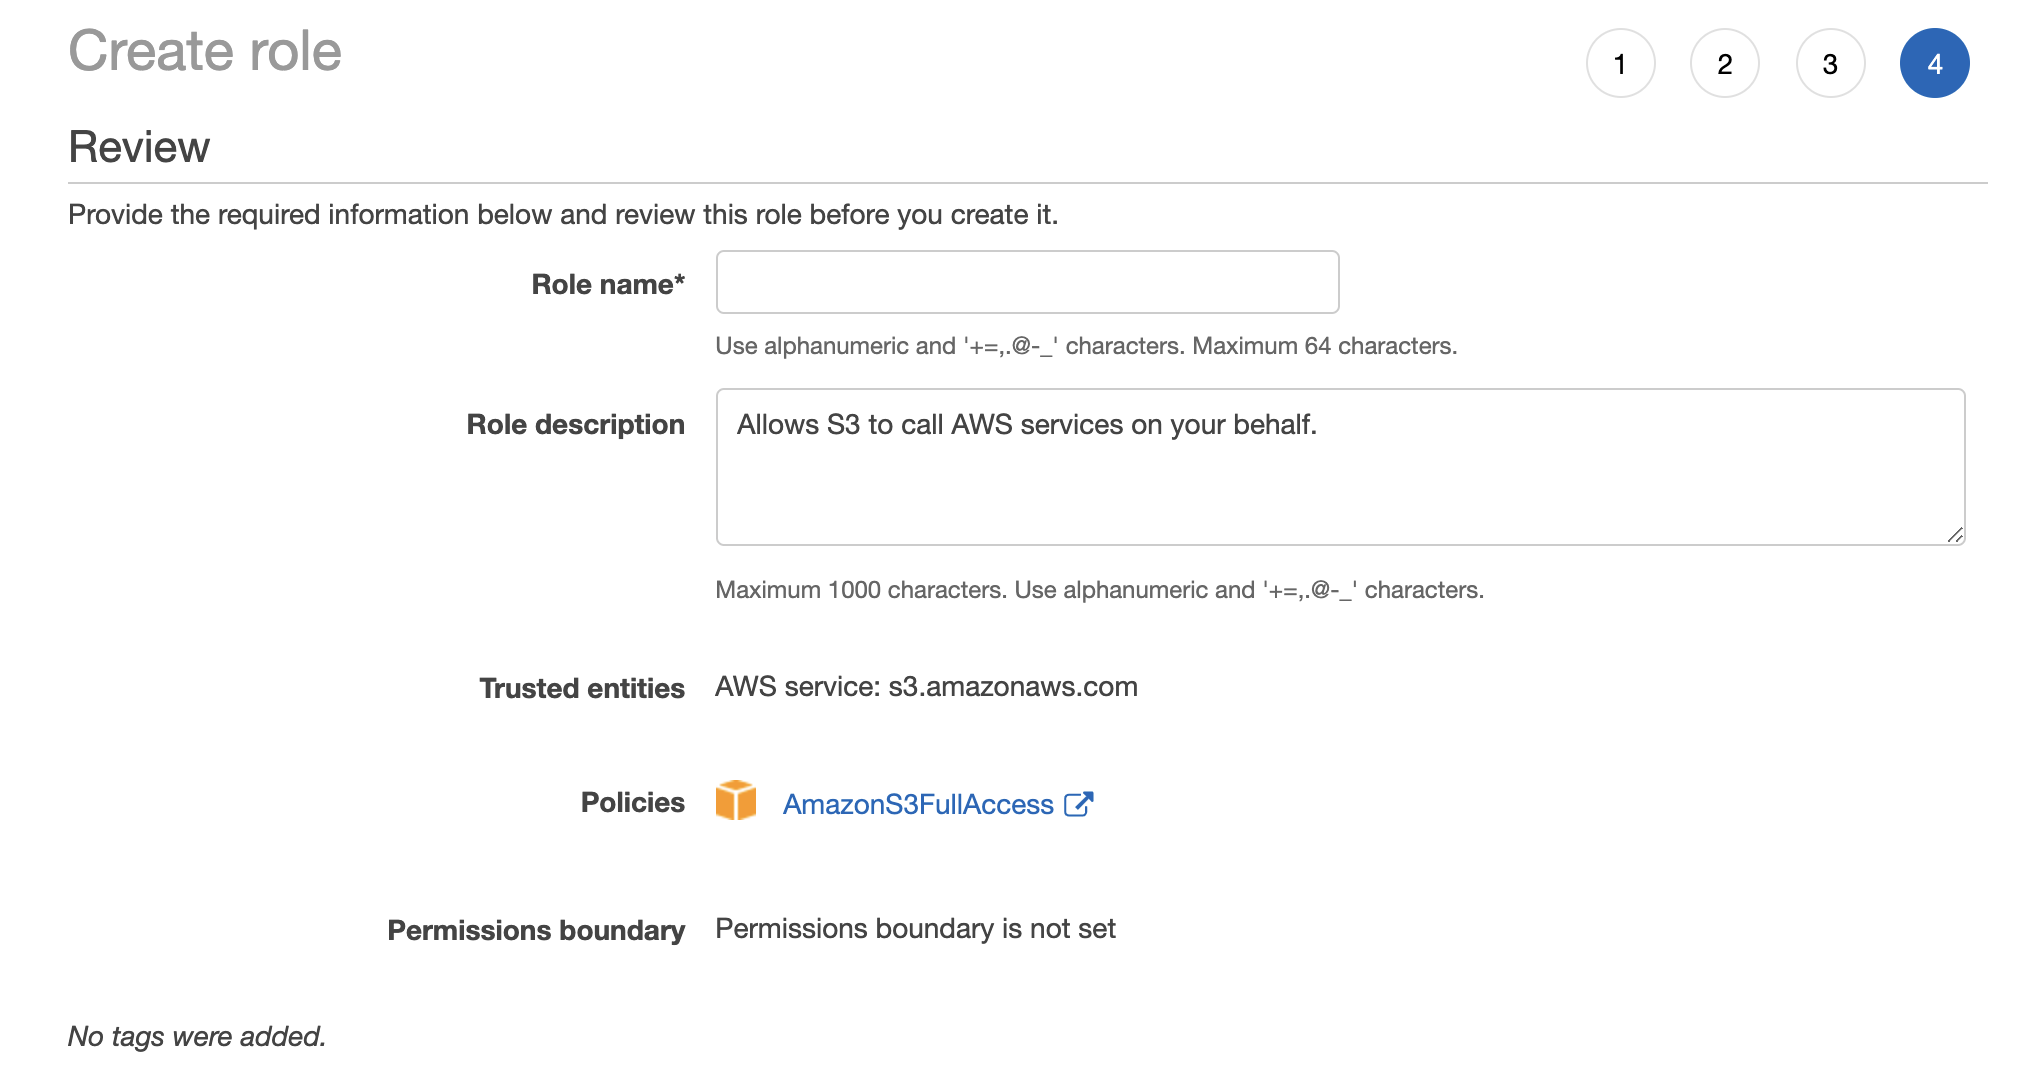 Create role
1 2 3 4
Review
Provide the required information below and review this role before you create it.
Role name*
Use alphanumeric and '+=,.@-_' characters. Maximum 64 characters.
Role description Allows S3 to call AWS services on your behalf.
Maximum 1000 characters. Use alphanumeric and '+=,.@-_' characters.
Trusted entities AWS service: s3.amazonaws.com
Policies AmazonS3FullAccess
Permissions boundary Permissions boundary is not set
No tags were added.